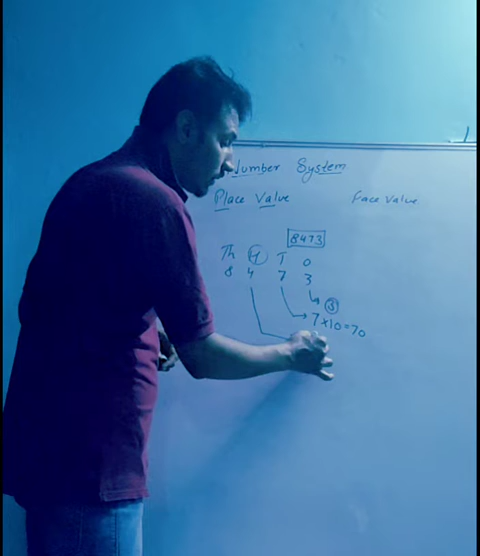 Number System
Place Value Face Value
8473
Th H T O
8 4 7 3
3
7×10=70